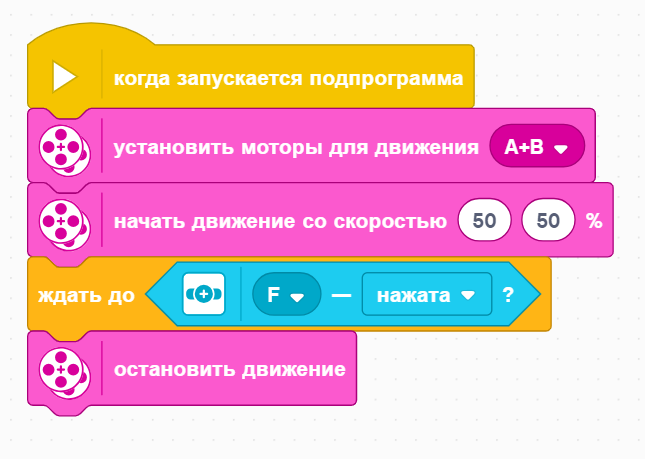 когда запускается подпрограмма
установить моторы для движения A+B
начать движение со скоростью 50 50 %
ждать до F — нажата ?
остановить движение